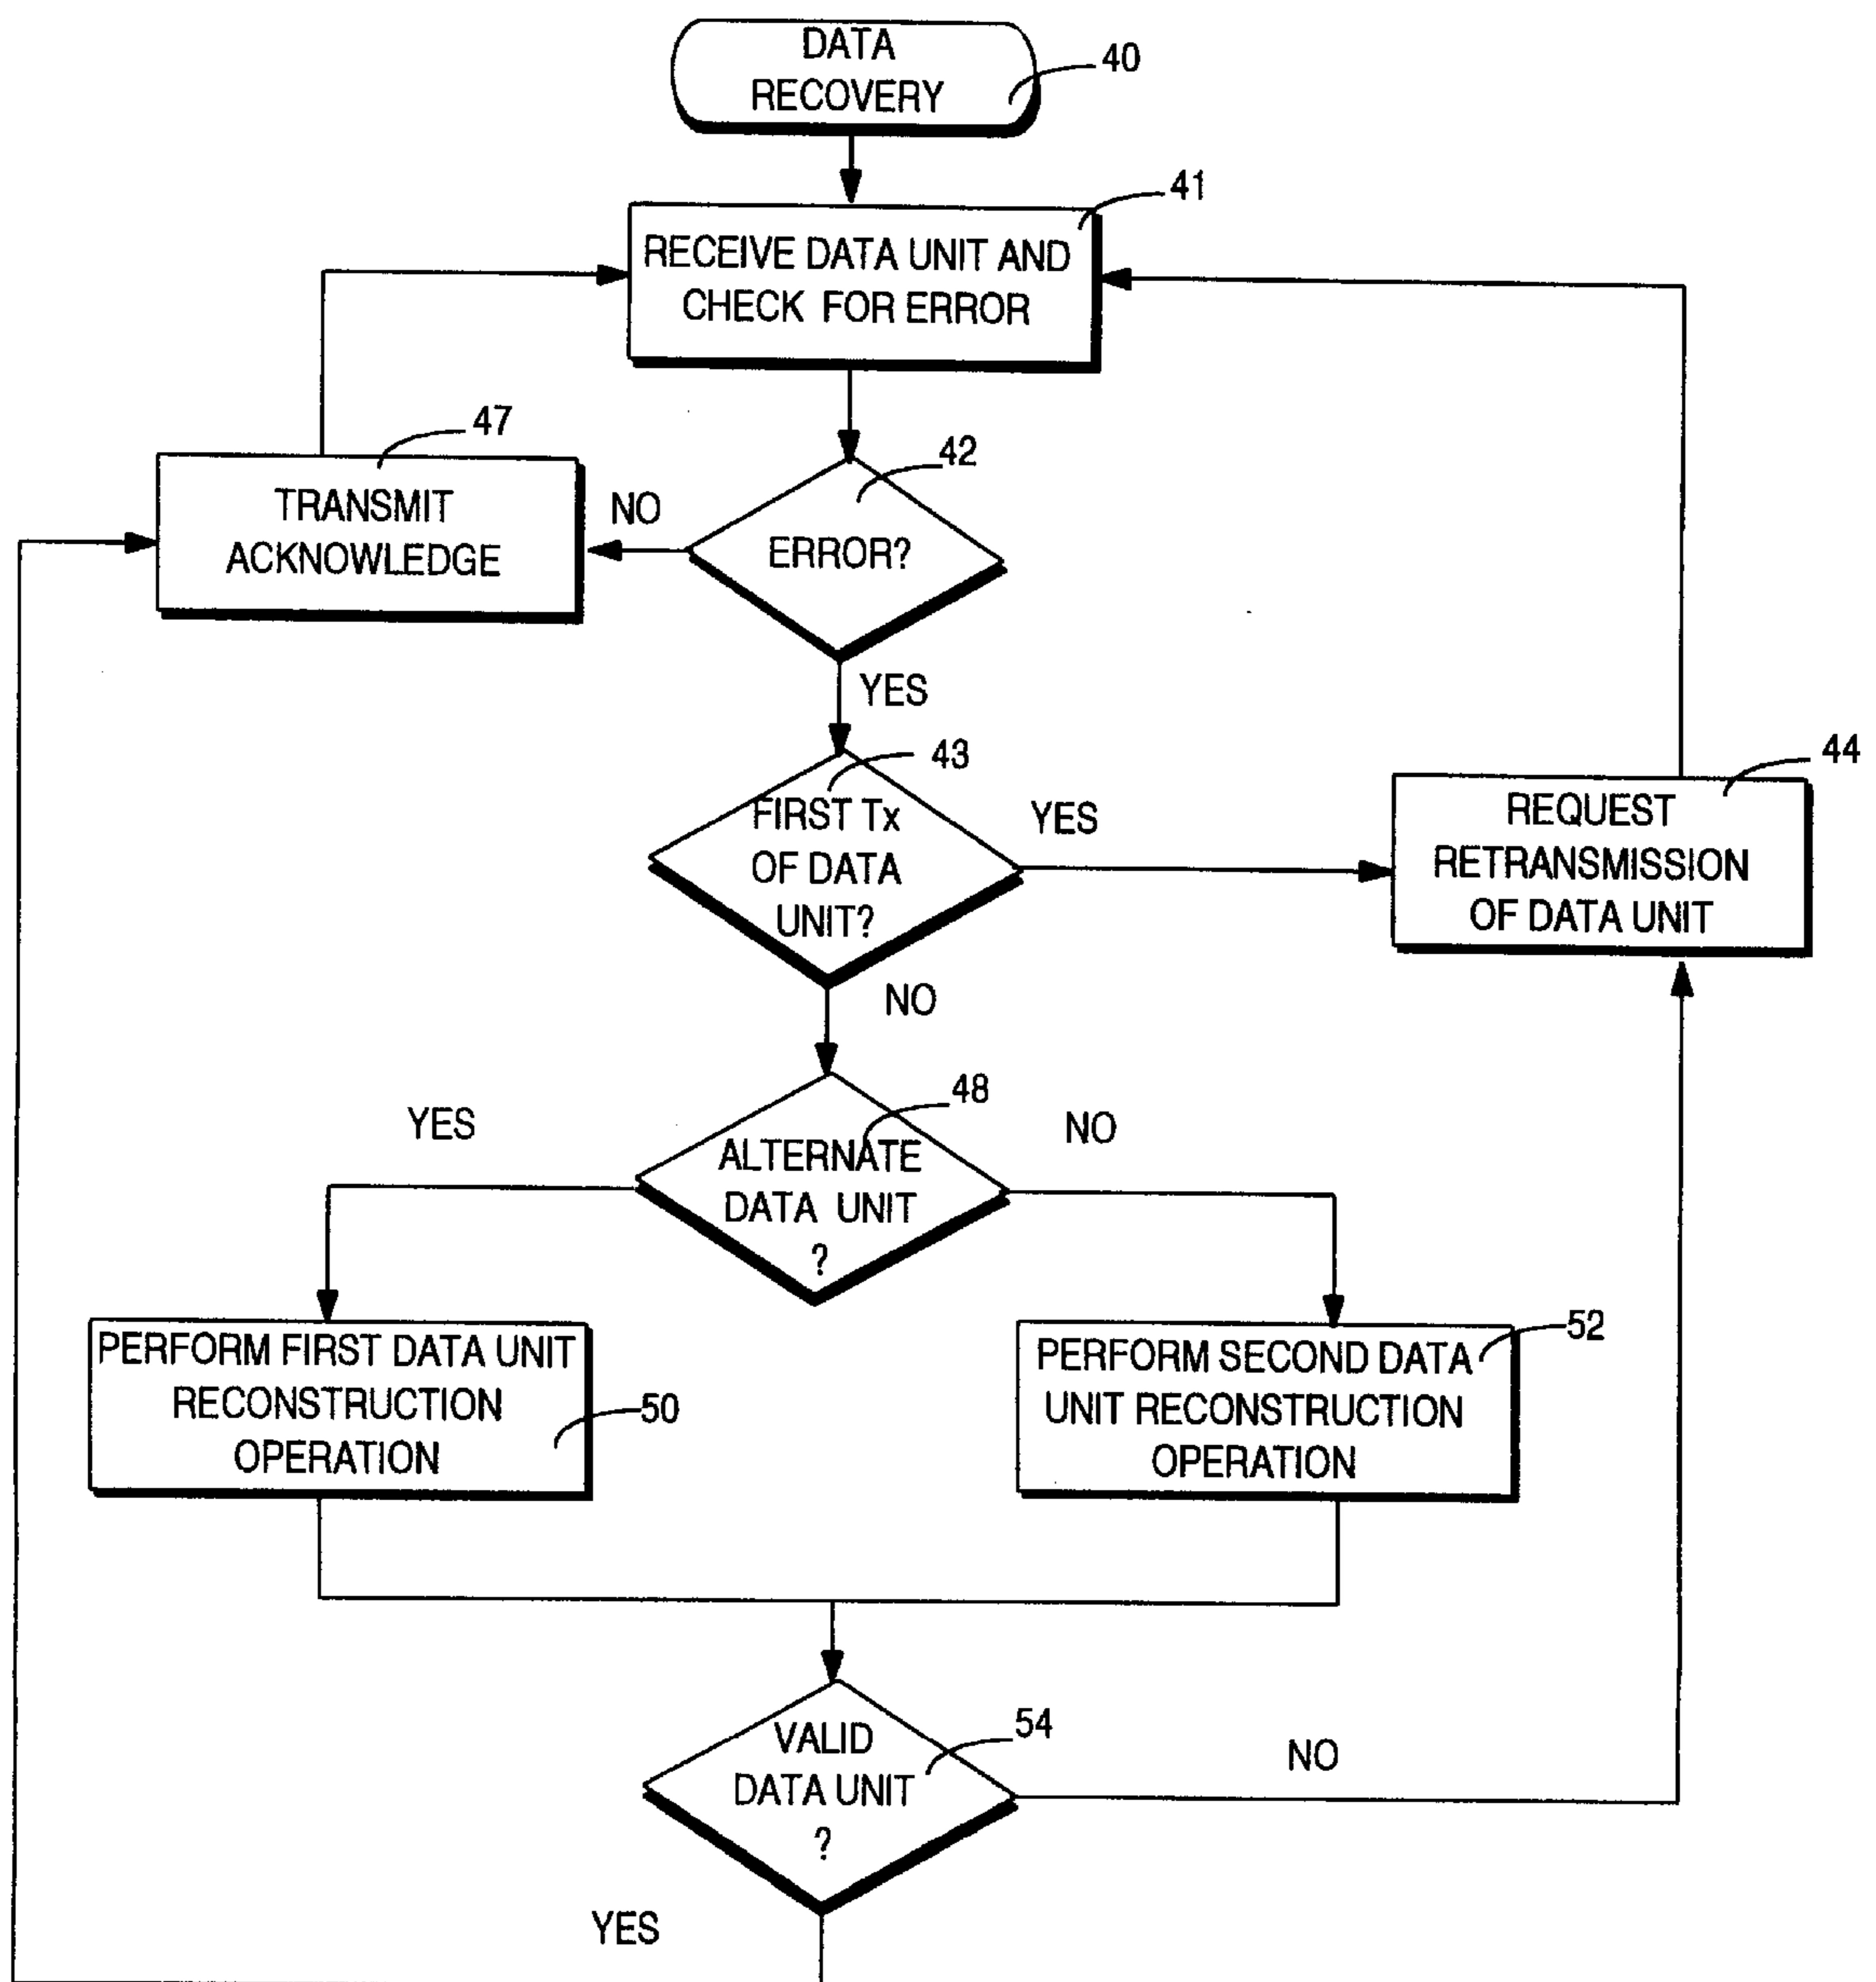 DATA
RECOVERY
40
41
RECEIVE DATA UNIT AND
CHECK FOR ERROR
47
TRANSMIT
ACKNOWLEDGE
NO
42
ERROR?
YES
43
FIRST Tx
OF DATA
UNIT?
YES
44
REQUEST
RETRANSMISSION
OF DATA UNIT
NO
48
YES
ALTERNATE
DATA UNIT
?
NO
PERFORM FIRST DATA UNIT
RECONSTRUCTION
OPERATION
50
PERFORM SECOND DATA
UNIT RECONSTRUCTION
OPERATION
52
VALID
DATA UNIT
?
54
NO
YES